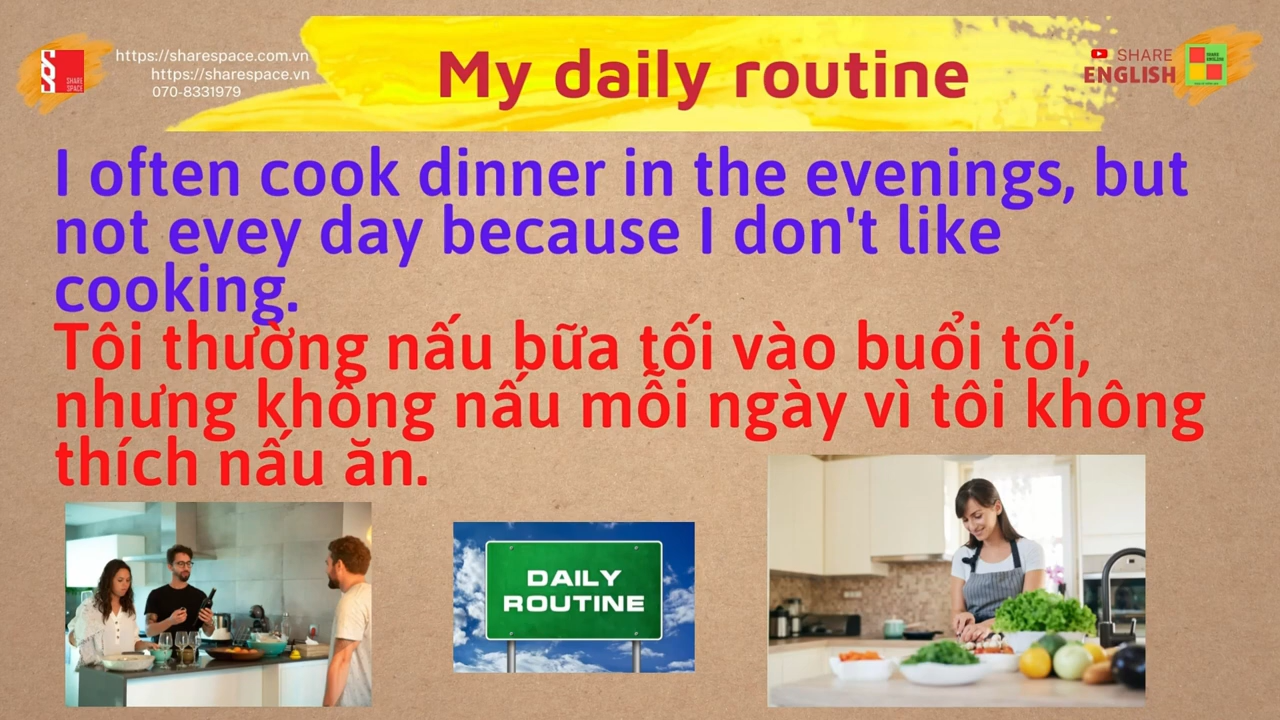 https://sharespace.com.vn
https://sharespace.vn
070-8331979
SHARE
SPACE
My daily routine
SHARE
ENGLISH
I often cook dinner in the evenings, but
not evey day because I don't like
cooking.
Tôi thường nấu bữa tối vào buổi tối,
nhưng không nấu mỗi ngày vì tôi không
thích nấu ăn.
DAILY
ROUTINE